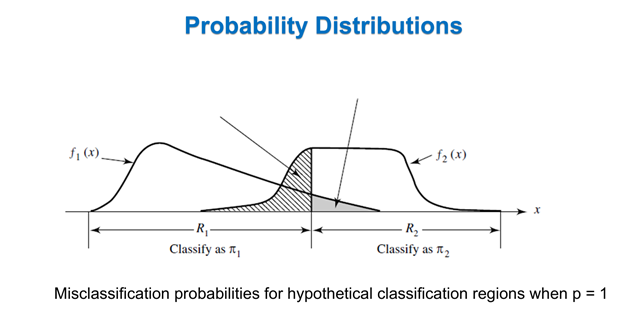 Probability Distributions
f₁ (x)
f₂ (x)
x
R₁
R₂
Classify as π₁
Classify as π₂
Misclassification probabilities for hypothetical classification regions when p = 1